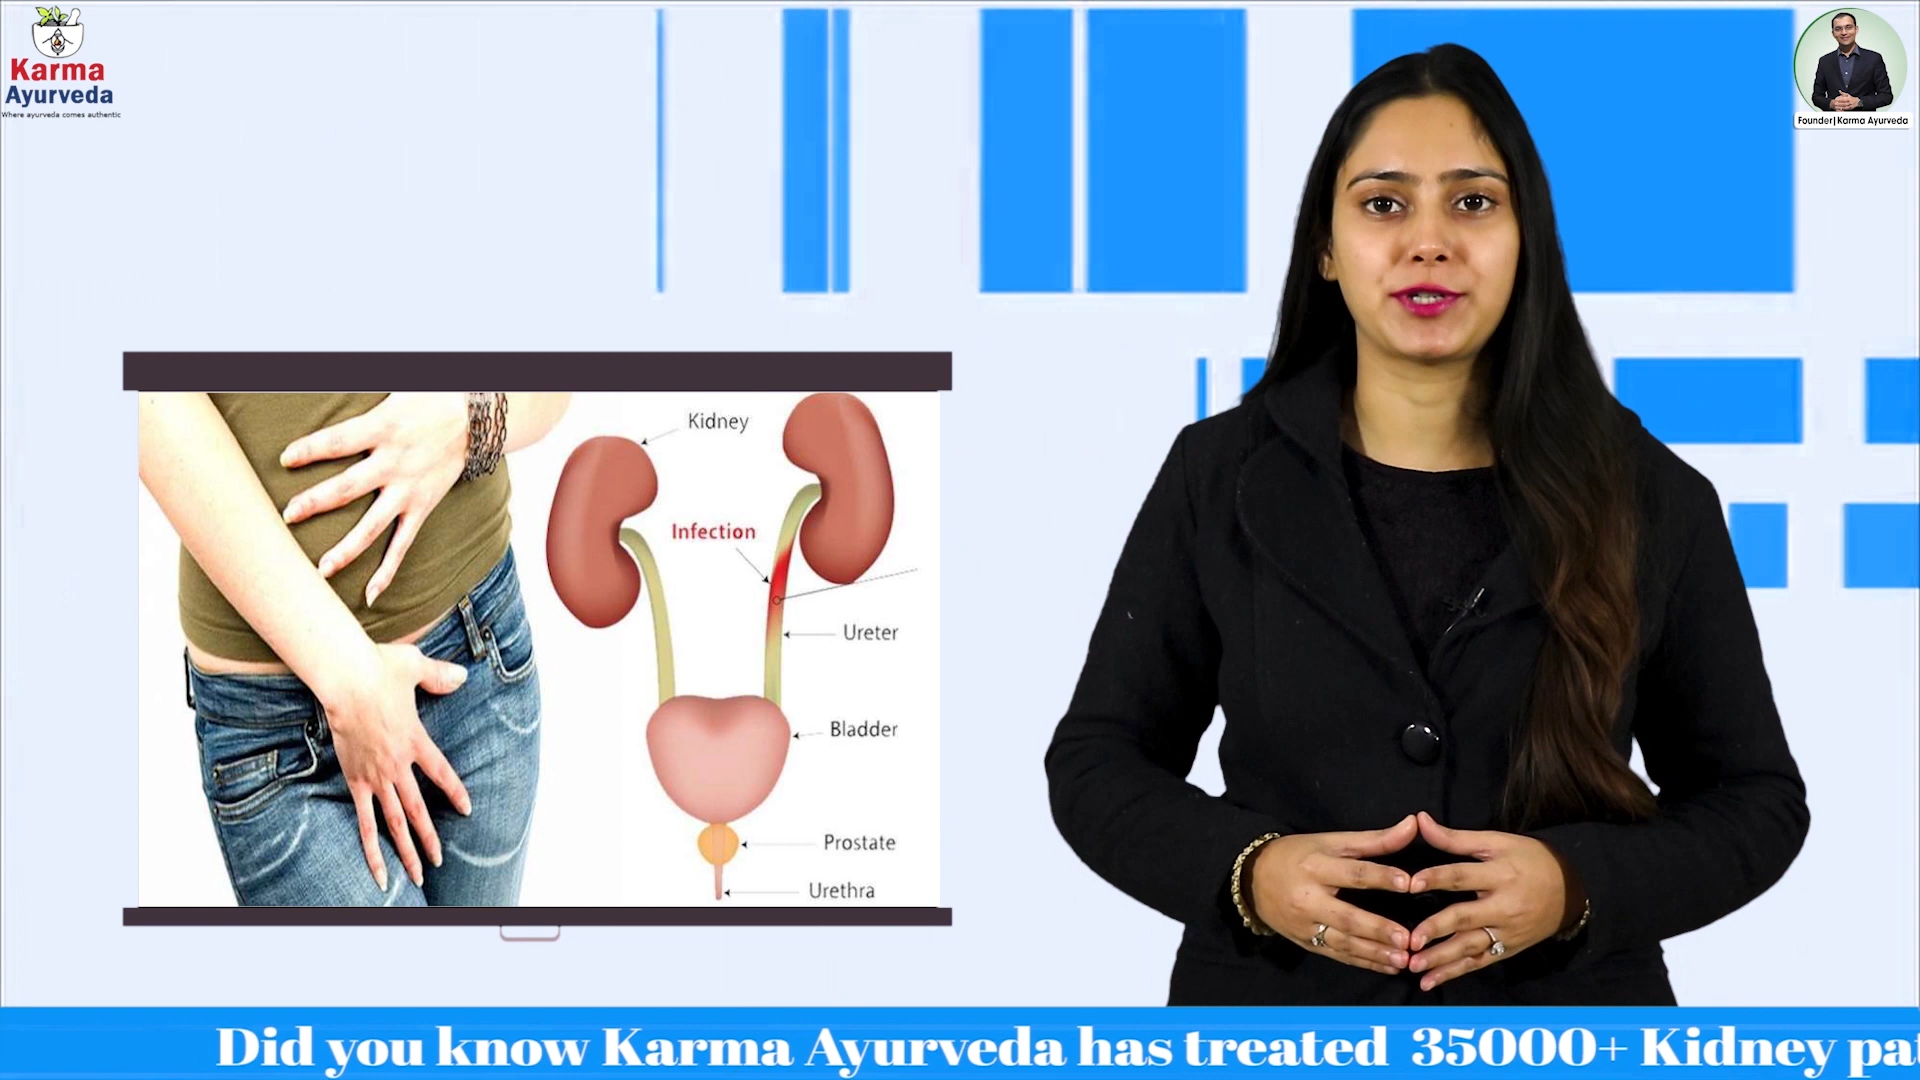 Karma
Ayurveda
Where ayurveda comes authentic
Founder|Karma Ayurveda
Kidney
Infection
Ureter
Bladder
Prostate
Urethra
Did you know Karma Ayurveda has treated 35000+ Kidney